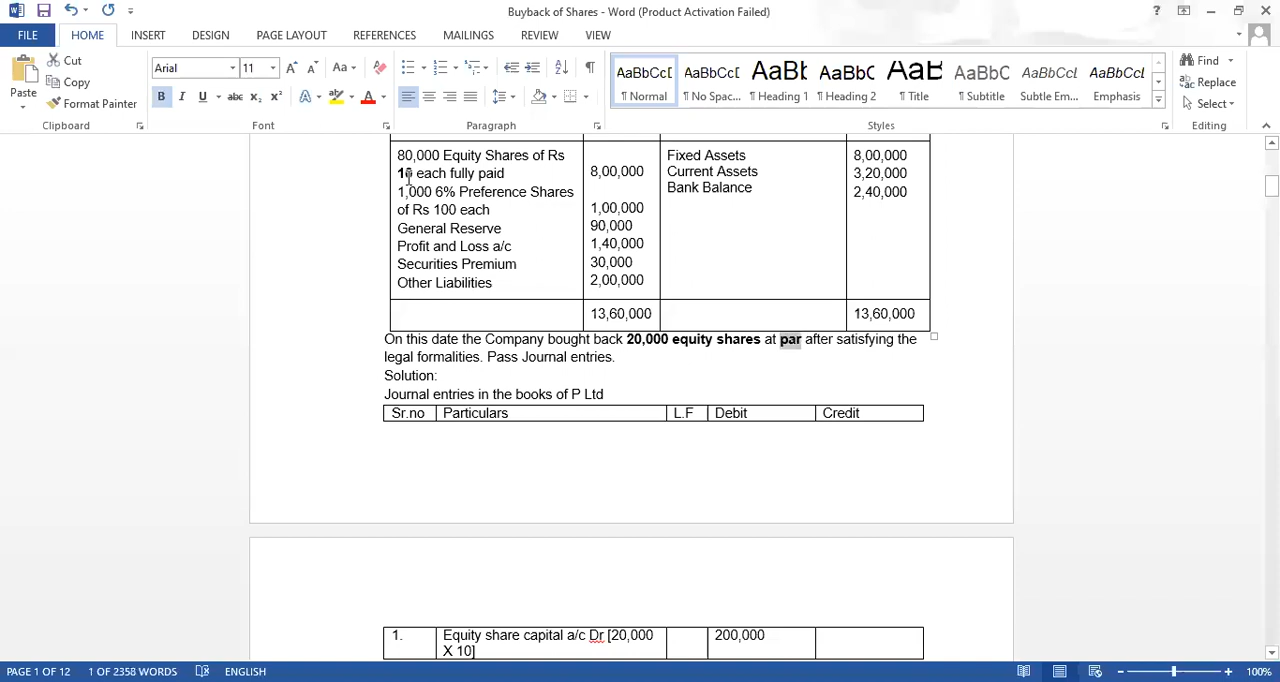 Buyback of Shares - Word (Product Activation Failed)
FILE HOME INSERT DESIGN PAGE LAYOUT REFERENCES MAILINGS REVIEW VIEW
Paste
Cut
Copy
Format Painter
Clipboard
Arial 11
Font
Paragraph
AaBbCcD AaBbCcD AaBb AaBbCc AaBb AaBbC AaBbCcL AaBbCcL
¶ Normal ¶ No Spac... ¶ Heading 1 ¶ Heading 2 ¶ Title ¶ Subtitle Subtle Em... Emphasis
Styles
Find
Replace
Select
Editing
80,000 Equity Shares of Rs
10 each fully paid 8,00,000
1,000 6% Preference Shares
of Rs 100 each 1,00,000
General Reserve 90,000
Profit and Loss a/c 1,40,000
Securities Premium 30,000
Other Liabilities 2,00,000
Fixed Assets 8,00,000
Current Assets 3,20,000
Bank Balance 2,40,000
13,60,000 13,60,000
On this date the Company bought back 20,000 equity shares at par after satisfying the
legal formalities. Pass Journal entries.
Solution:
Journal entries in the books of P Ltd
Sr.no Particulars L.F Debit Credit
1. Equity share capital a/c Dr [20,000 200,000
X 10]
PAGE 1 OF 12 1 OF 2358 WORDS ENGLISH 100%